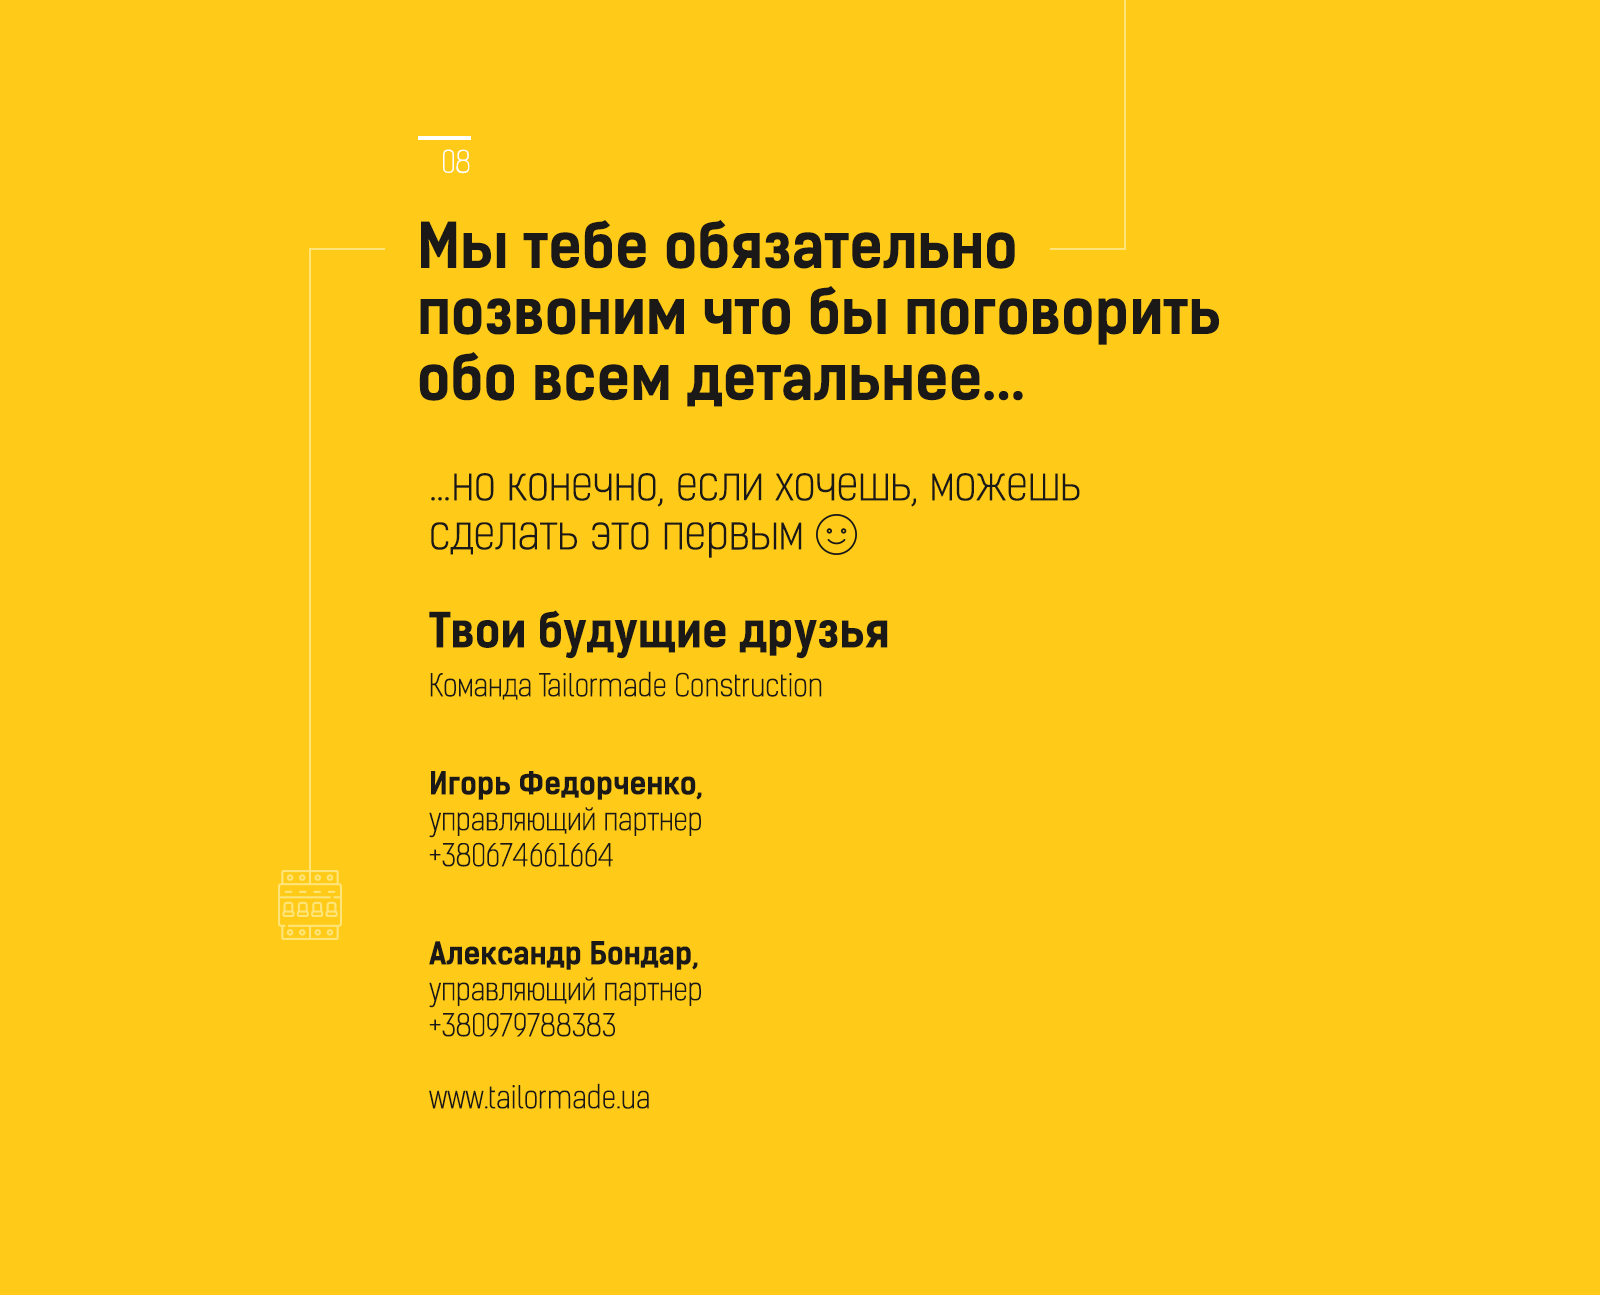 08
Мы тебе обязательно
позвоним что бы поговорить
обо всем детальнее...
...но конечно, если хочешь, можешь
сделать это первым ☺
Твои будущие друзья
Команда Tailormade Construction
Игорь Федорченко,
управляющий партнер
+380674661664
Александр Бондар,
управляющий партнер
+380979788383
www.tailormade.ua